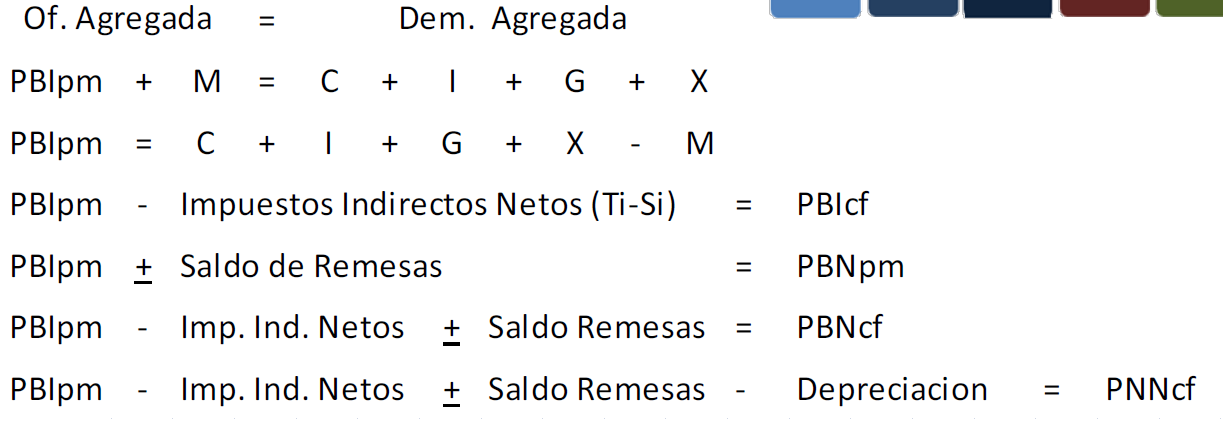 Of. Agregada = Dem. Agregada
PBIpm + M = C + I + G + X
PBIpm = C + I + G + X - M
PBIpm - Impuestos Indirectos Netos (Ti-Si) = PBIcf
PBIpm ± Saldo de Remesas = PBNpm
PBIpm - Imp. Ind. Netos ± Saldo Remesas = PBNcf
PBIpm - Imp. Ind. Netos ± Saldo Remesas - Depreciacion = PNNcf